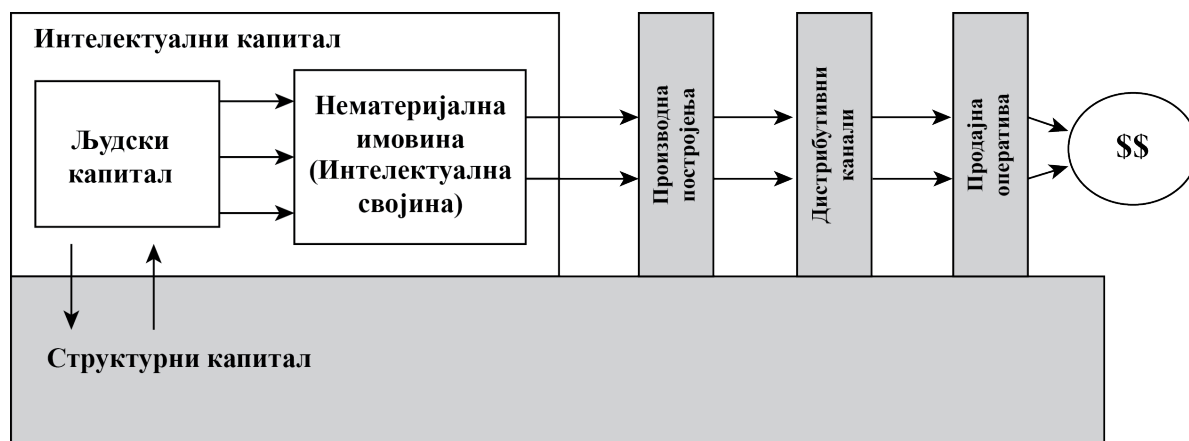 Интелектуални капитал
Људски
капитал
Нематеријална
имовина
(Интелектуална
својина)
Производна
постројења
Дистрибутивни
канали
Продајна
оператива
$$
Структурни капитал